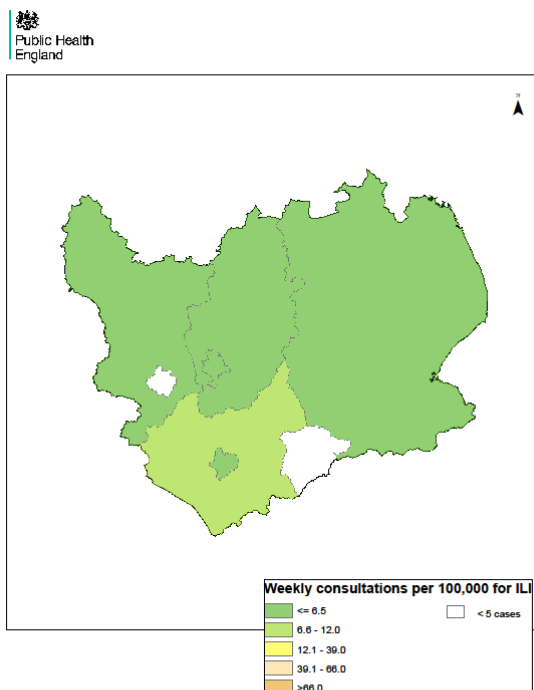 Public Health
England
N
Weekly consultations per 100,000 for ILI
<= 6.5
< 5 cases
6.6 - 12.0
12.1 - 39.0
39.1 - 66.0
>66.0